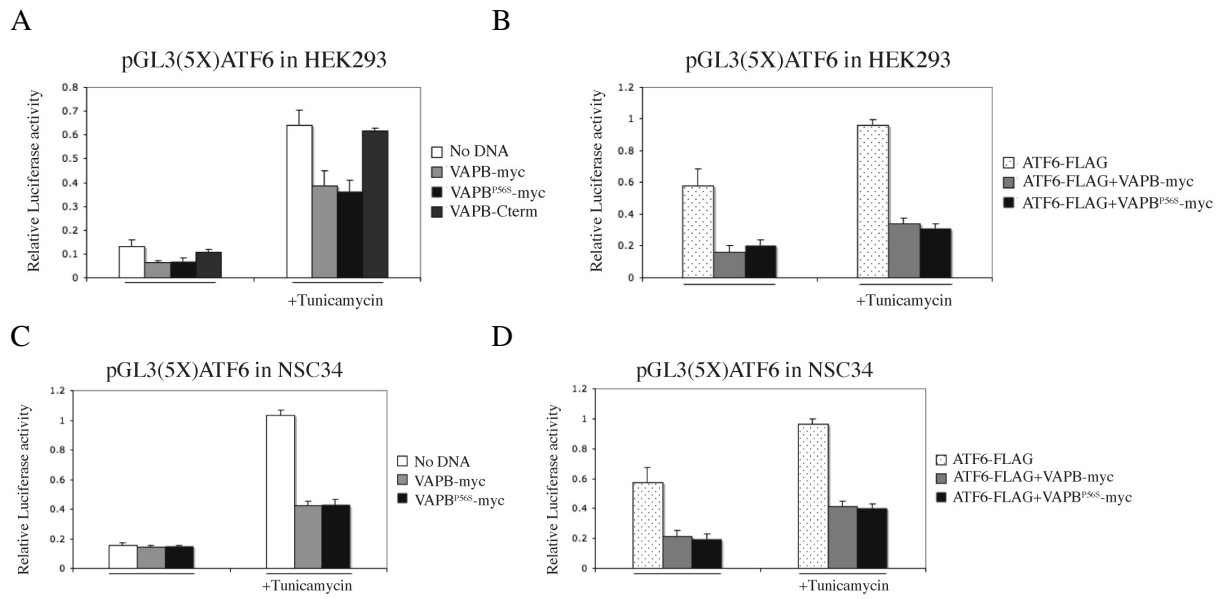 A
pGL3(5X)ATF6 in HEK293
Relative Luciferase activity
0.8
0.7
0.6
0.5
0.4
0.3
0.2
0.1
0
+Tunicamycin
No DNA
VAPB-myc
VAPBP56S-myc
VAPB-Cterm
B
pGL3(5X)ATF6 in HEK293
Relative Luciferase activity
1.2
1
0.8
0.6
0.4
0.2
0
+Tunicamycin
ATF6-FLAG
ATF6-FLAG+VAPB-myc
ATF6-FLAG+VAPBP56S-myc
C
pGL3(5X)ATF6 in NSC34
Relative Luciferase activity
1.2
1
0.8
0.6
0.4
0.2
0
+Tunicamycin
No DNA
VAPB-myc
VAPBP56S-myc
D
pGL3(5X)ATF6 in NSC34
Relative Luciferase activity
1.2
1
0.8
0.6
0.4
0.2
0
+Tunicamycin
ATF6-FLAG
ATF6-FLAG+VAPB-myc
ATF6-FLAG+VAPBP56S-myc